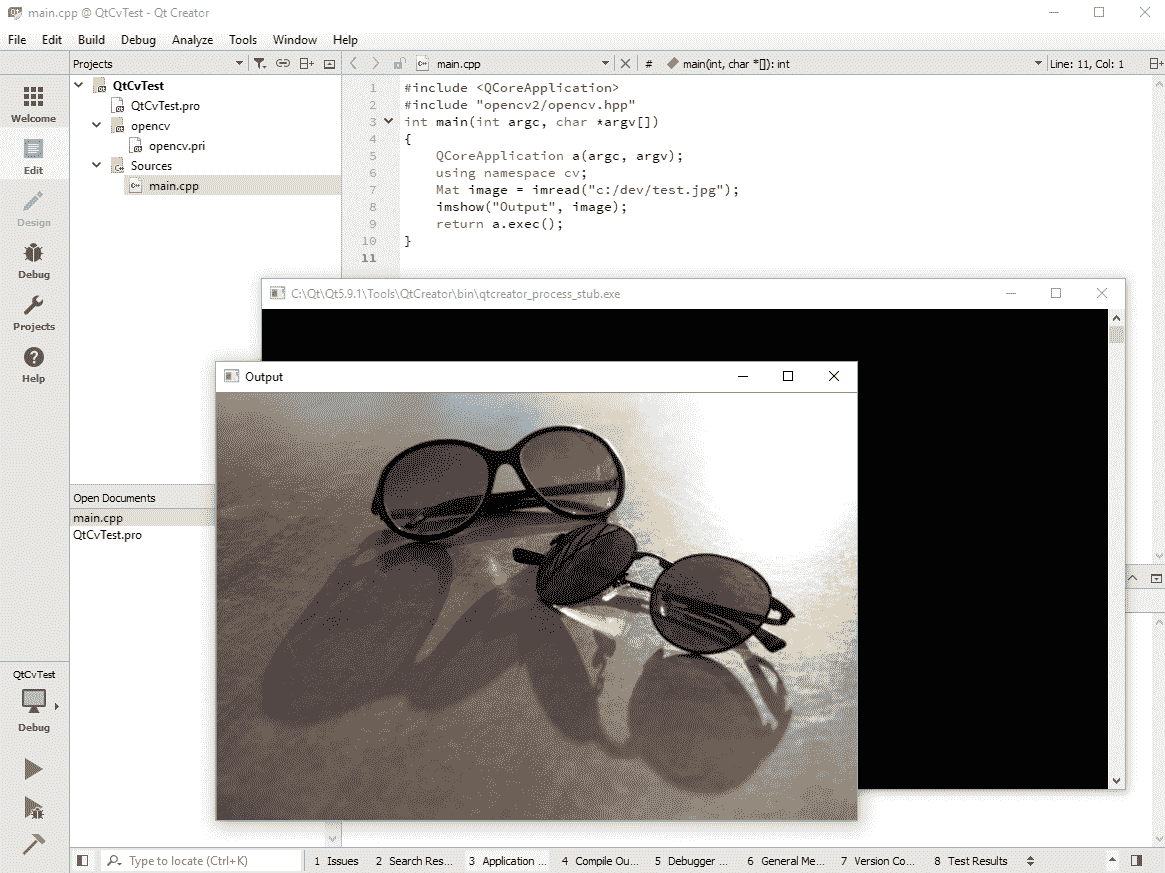 main.cpp @ QtCvTest - Qt Creator
File Edit Build Debug Analyze Tools Window Help
Projects
main.cpp
# main(int, char *[]): int
Line: 11, Col: 1
Welcome
Edit
Design
Debug
Projects
Help
QtCvTest
QtCvTest.pro
opencv
opencv.pri
Sources
main.cpp
1 #include <QCoreApplication>
2 #include "opencv2/opencv.hpp"
3 int main(int argc, char *argv[])
4 {
5 QCoreApplication a(argc, argv);
6 using namespace cv;
7 Mat image = imread("c:/dev/test.jpg");
8 imshow("Output", image);
9 return a.exec();
10 }
11
C:\Qt\Qt5.9.1\Tools\QtCreator\bin\qtcreator_process_stub.exe
Output
Open Documents
main.cpp
QtCvTest.pro
QtCvTest
Debug
Type to locate (Ctrl+K)
1 Issues 2 Search Res... 3 Application ... 4 Compile Ou... 5 Debugger ... 6 General Me... 7 Version Co... 8 Test Results